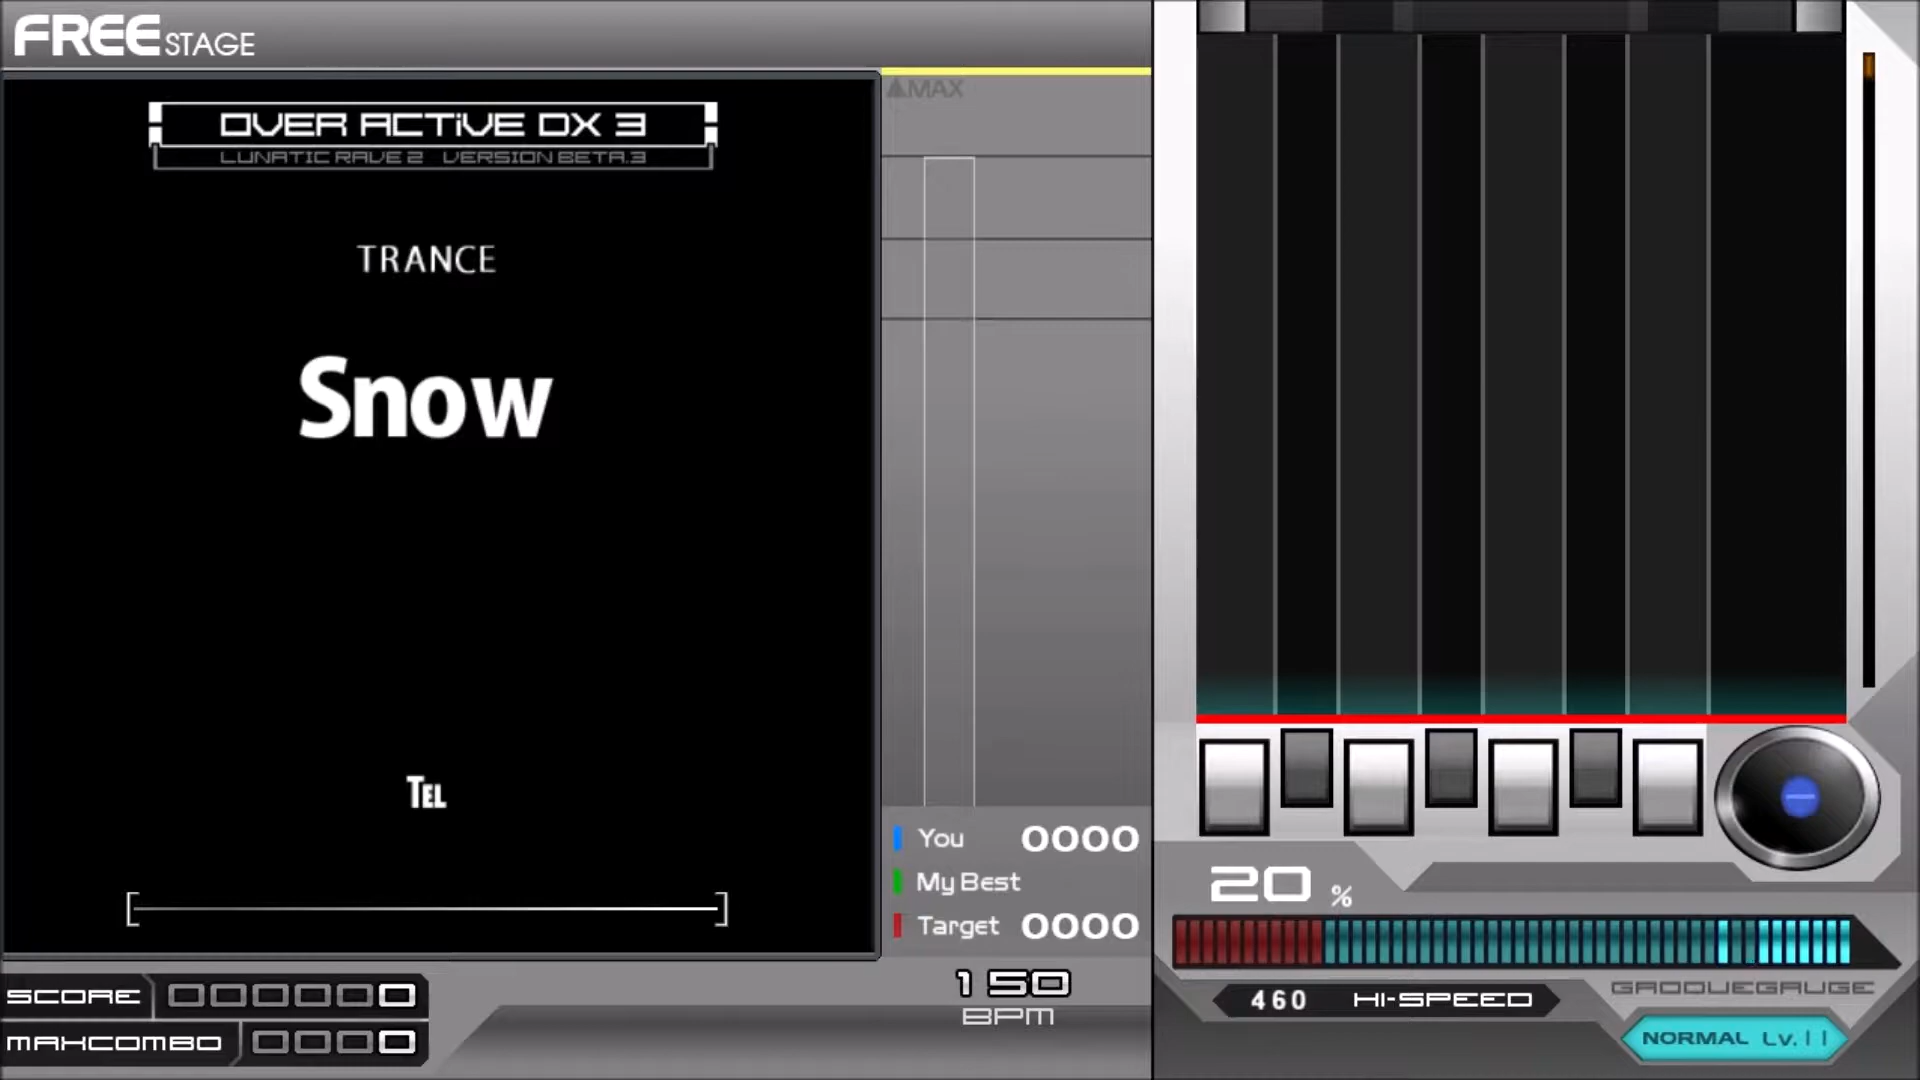 FREE STAGE
OVER ACTiVE DX 3
LUNATIC RAVE 2 VERSION BETA.3
TRANCE
Snow
TEL
▲MAX
You 0000
My Best
Target 0000
150
BPM
SCORE 000000
MAXCOMBO 0000
20 %
460 HI-SPEED
GROOVEGAUGE
NORMAL Lv.11